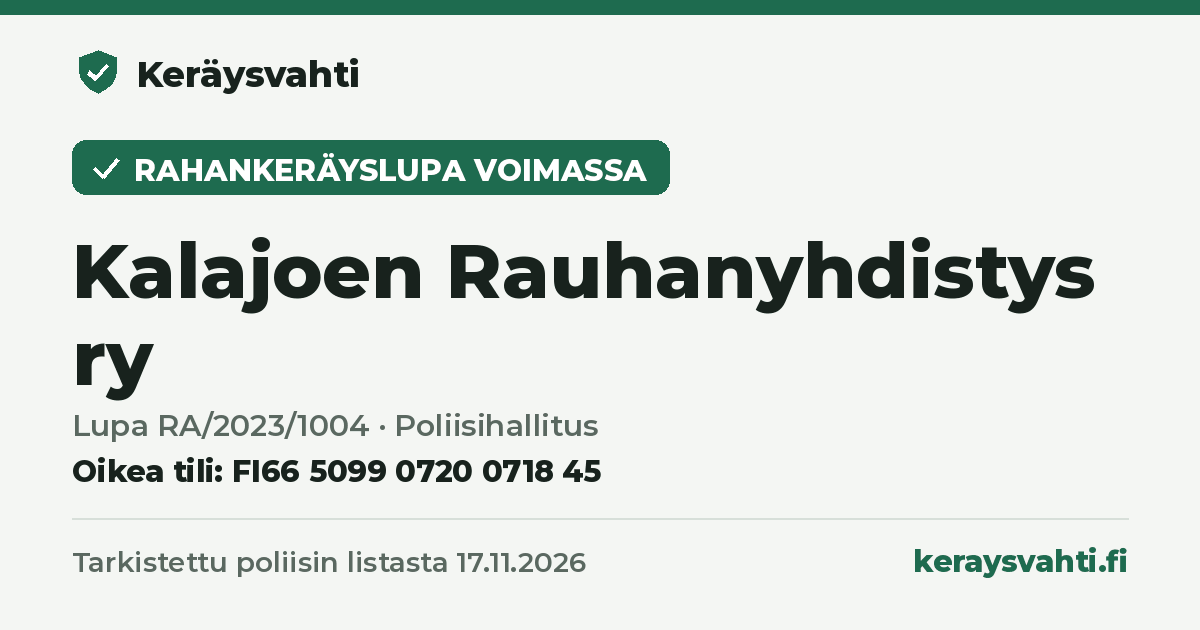 Keräysvahti
RAHANKERÄYSLUPA VOIMASSA
Kalajoen Rauhanyhdistys
ry
Lupa RA/2023/1004 · Poliisihallitus
Oikea tili: FI66 5099 0720 0718 45
Tarkistettu poliisin listasta 17.11.2026
keraysvahti.fi